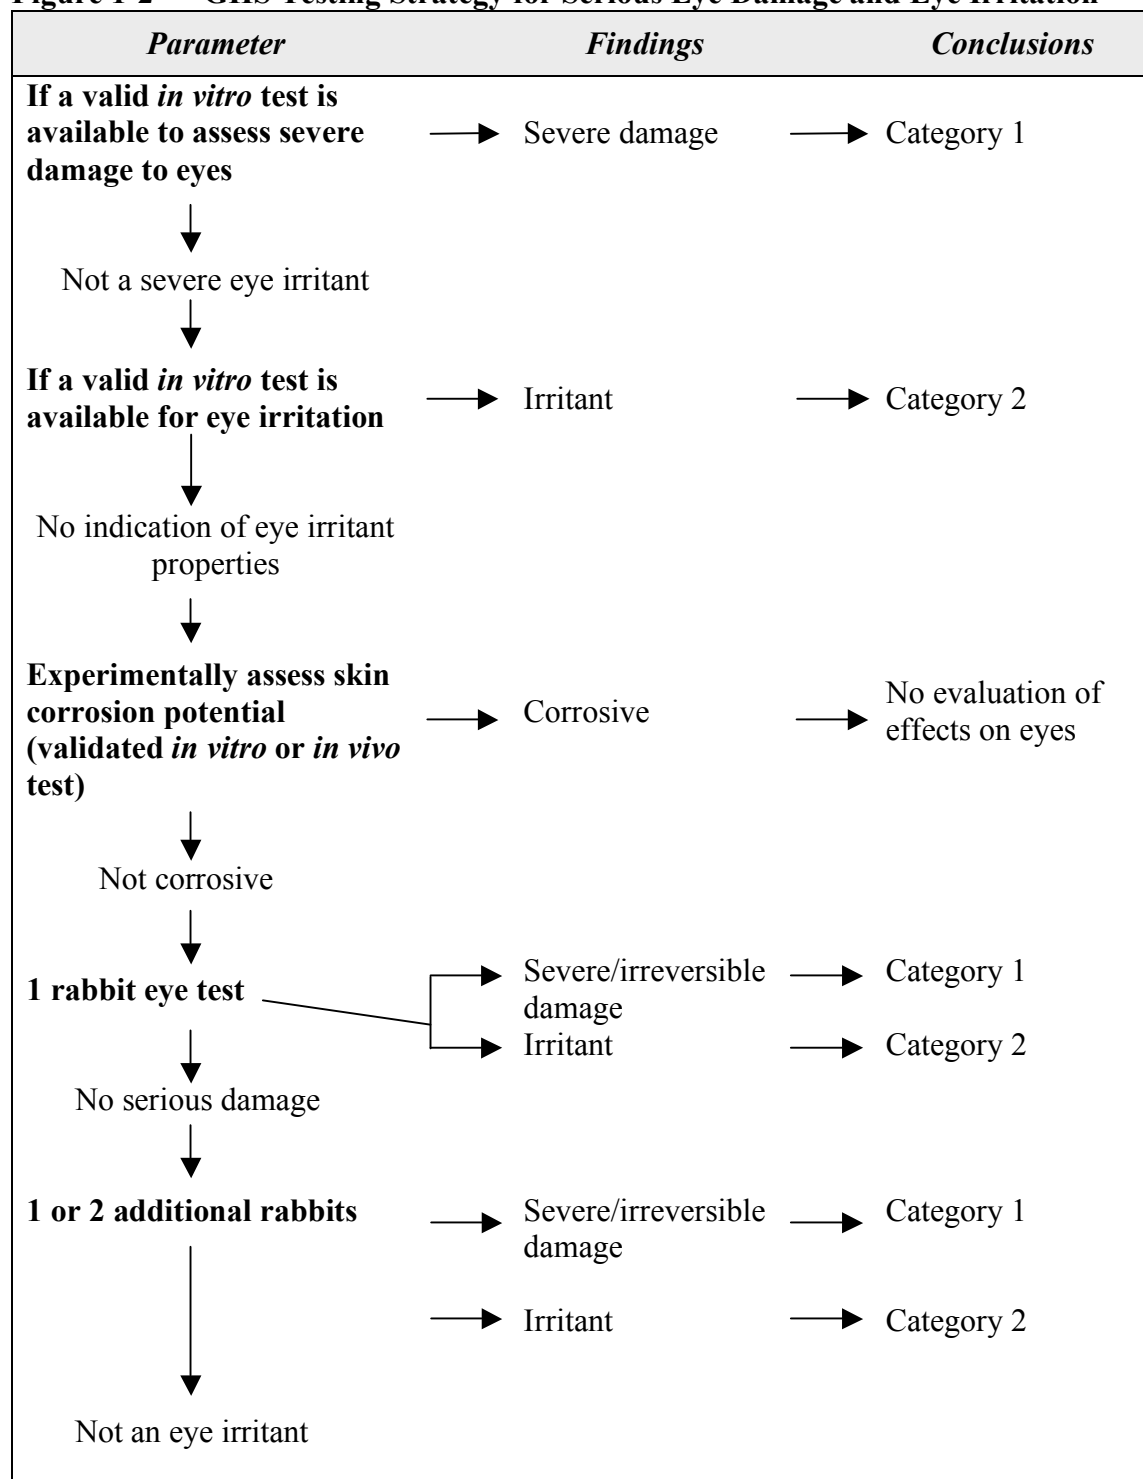 Figure 1-2 GHS Testing Strategy for Serious Eye Damage and Eye Irritation
Parameter Findings Conclusions
If a valid in vitro test is
available to assess severe
damage to eyes
Severe damage
Category 1
Not a severe eye irritant
If a valid in vitro test is
available for eye irritation
Irritant
Category 2
No indication of eye irritant
properties
Experimentally assess skin
corrosion potential
(validated in vitro or in vivo
test)
Corrosive
No evaluation of
effects on eyes
Not corrosive
1 rabbit eye test
Severe/irreversible
damage
Category 1
Irritant
Category 2
No serious damage
1 or 2 additional rabbits
Severe/irreversible
damage
Category 1
Irritant
Category 2
Not an eye irritant